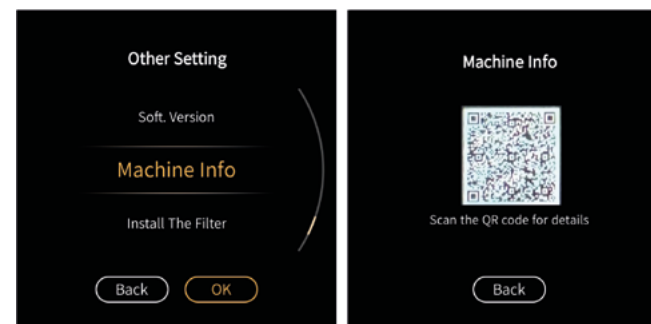 Other Setting
Soft. Version
Machine Info
Install The Filter
Back
OK
Machine Info
Scan the QR code for details
Back